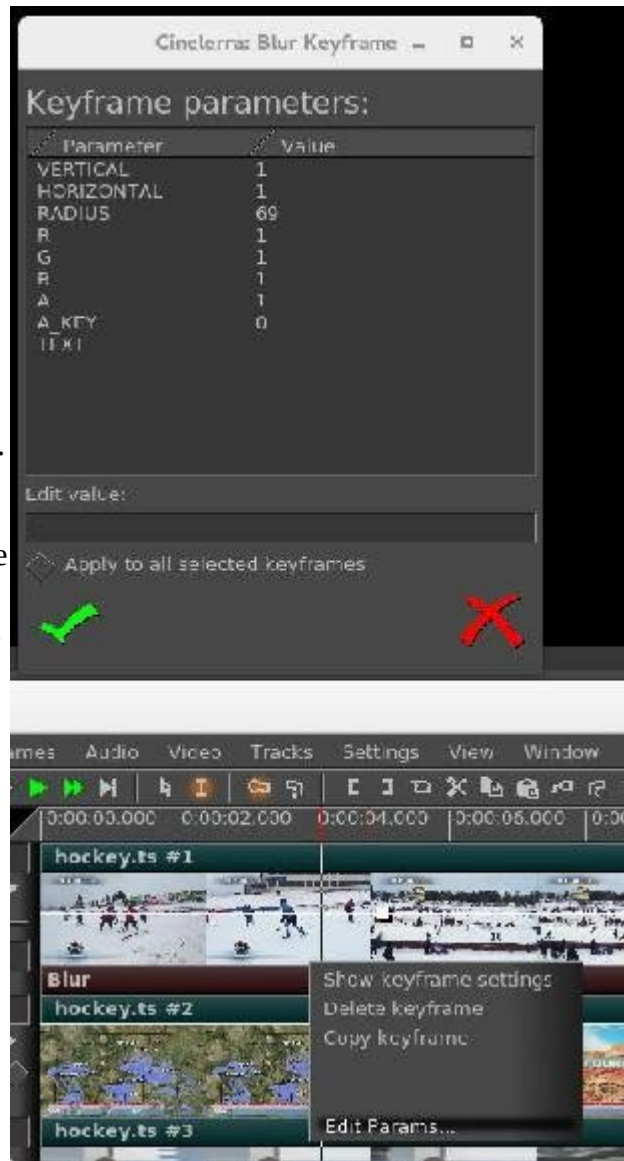 Cinelerra: Blur Keyframe
Keyframe parameters:
Parameter Value
VERTICAL 1
HORIZONTAL 1
RADIUS 69
R 1
G 1
B 1
A 1
A_KEY 0
TEXT
.
Edit value:
e
Apply to all selected keyframes
ames Audio Video Tracks Settings View Window
0:00:00.000 0:00:02.000 0:00:04.000 0:00:06.000 0:00
hockey.ts #1
Blur
Show keyframe settings
hockey.ts #2
Delete keyframe
Copy keyframe
Edit Params...
hockey.ts #3